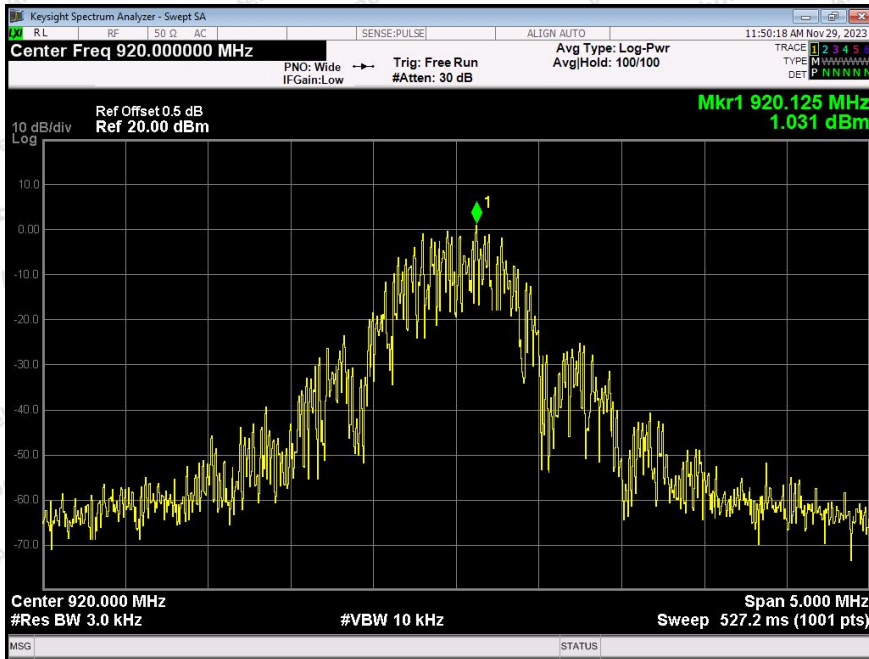 Keysight Spectrum Analyzer - Swept SA
LXI RL RF 50 Ω AC SENSE:PULSE ALIGN AUTO 11:50:18 AM Nov 29, 2023
Center Freq 920.000000 MHz
PNO: Wide
IFGain:Low
Trig: Free Run
#Atten: 30 dB
Avg Type: Log-Pwr
Avg|Hold: 100/100
TRACE 1 2 3 4 5 6
TYPE M W W W W W
DET P N N N N N
Mkr1 920.125 MHz
1.031 dBm
Ref Offset 0.5 dB
10 dB/div Ref 20.00 dBm
Log
1
10.0
0.00
-10.0
-20.0
-30.0
-40.0
-50.0
-60.0
-70.0
Center 920.000 MHz Span 5.000 MHz
#Res BW 3.0 kHz #VBW 10 kHz Sweep 527.2 ms (1001 pts)
MSG STATUS